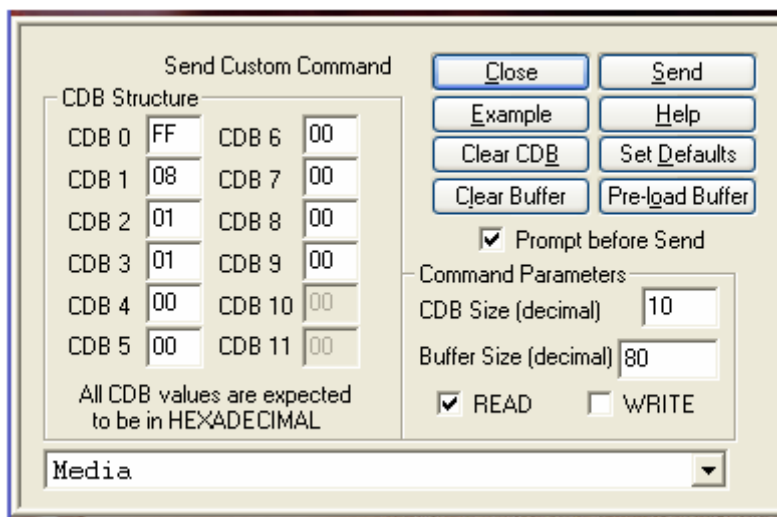 Send Custom Command
Close
Send
CDB Structure
Example
Help
CDB 0 FF CDB 6 00
Clear CDB
Set Defaults
CDB 1 08 CDB 7 00
Clear Buffer
Pre-load Buffer
CDB 2 01 CDB 8 00
Prompt before Send
CDB 3 01 CDB 9 00
Command Parameters
CDB 4 00 CDB 10 00
CDB Size (decimal) 10
CDB 5 00 CDB 11 00
Buffer Size (decimal) 80
All CDB values are expected
to be in HEXADECIMAL
READ
WRITE
Media